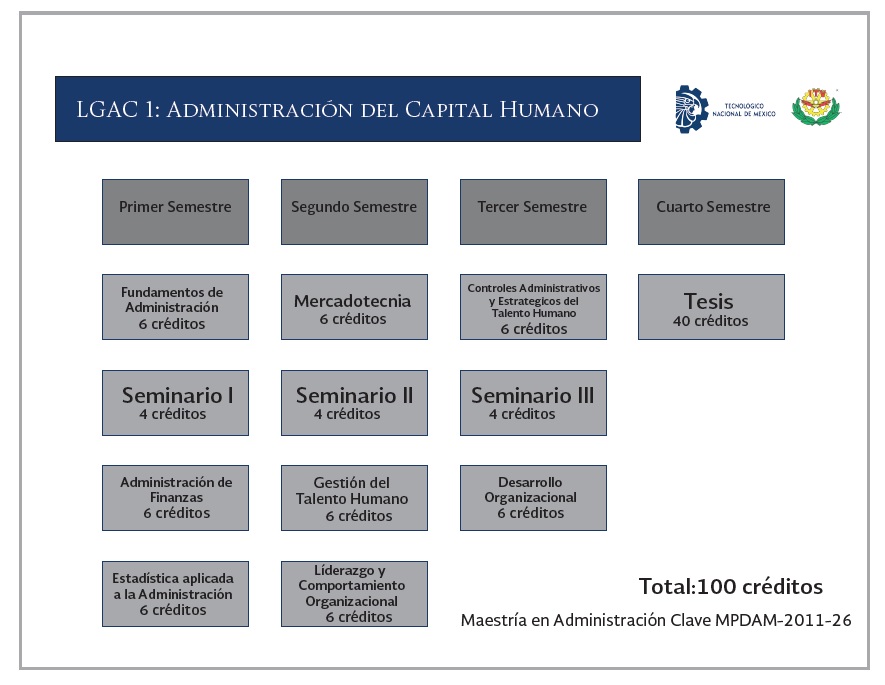 LGAC 1: Administración del Capital Humano
TECNOLOGICO
NACIONAL DE MEXICO
Primer Semestre
Segundo Semestre
Tercer Semestre
Cuarto Semestre
Fundamentos de
Administración
6 créditos
Mercadotecnia
6 créditos
Controles Administrativos
y Estrategicos del
Talento Humano
6 créditos
Tesis
40 créditos
Seminario I
4 créditos
Seminario II
4 créditos
Seminario III
4 créditos
Administración de
Finanzas
6 créditos
Gestión del
Talento Humano
6 créditos
Desarrollo
Organizacional
6 créditos
Estadística aplicada
a la Administración
6 créditos
Líderazgo y
Comportamiento
Organizacional
6 créditos
Total:100 créditos
Maestría en Administración Clave MPDAM-2011-26